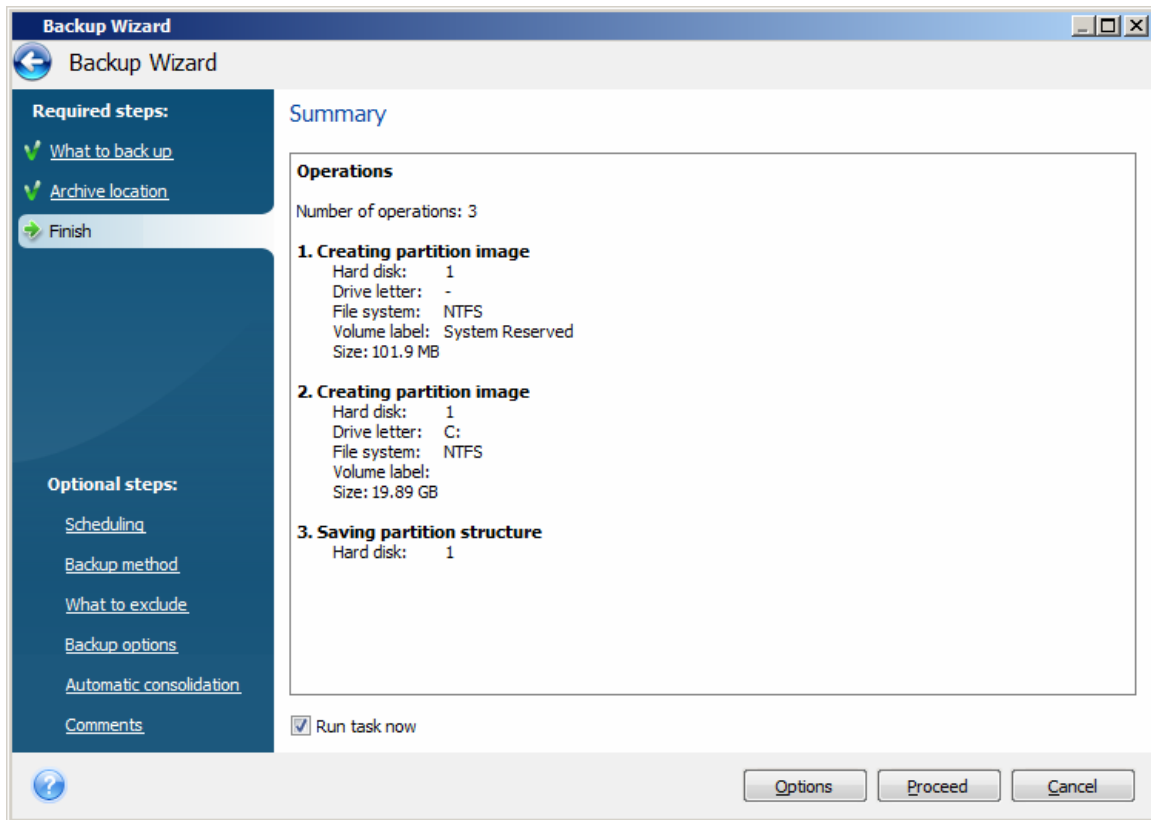 Backup Wizard
Backup Wizard
Required steps:
What to back up
Archive location
Finish
Optional steps:
Scheduling
Backup method
What to exclude
Backup options
Automatic consolidation
Comments
Summary
Operations
Number of operations: 3
1. Creating partition image
Hard disk: 1
Drive letter: -
File system: NTFS
Volume label: System Reserved
Size: 101.9 MB
2. Creating partition image
Hard disk: 1
Drive letter: C:
File system: NTFS
Volume label:
Size: 19.89 GB
3. Saving partition structure
Hard disk: 1
Run task now
?
Options Proceed Cancel